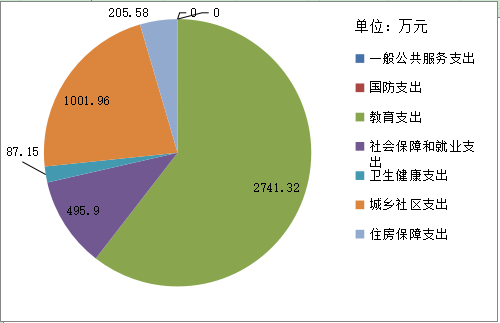 205.58
0
0
单位：万元
一般公共服务支出
国防支出
教育支出
社会保障和就业支
出
卫生健康支出
城乡社区支出
住房保障支出
1001.96
87.15
495.9
2741.32